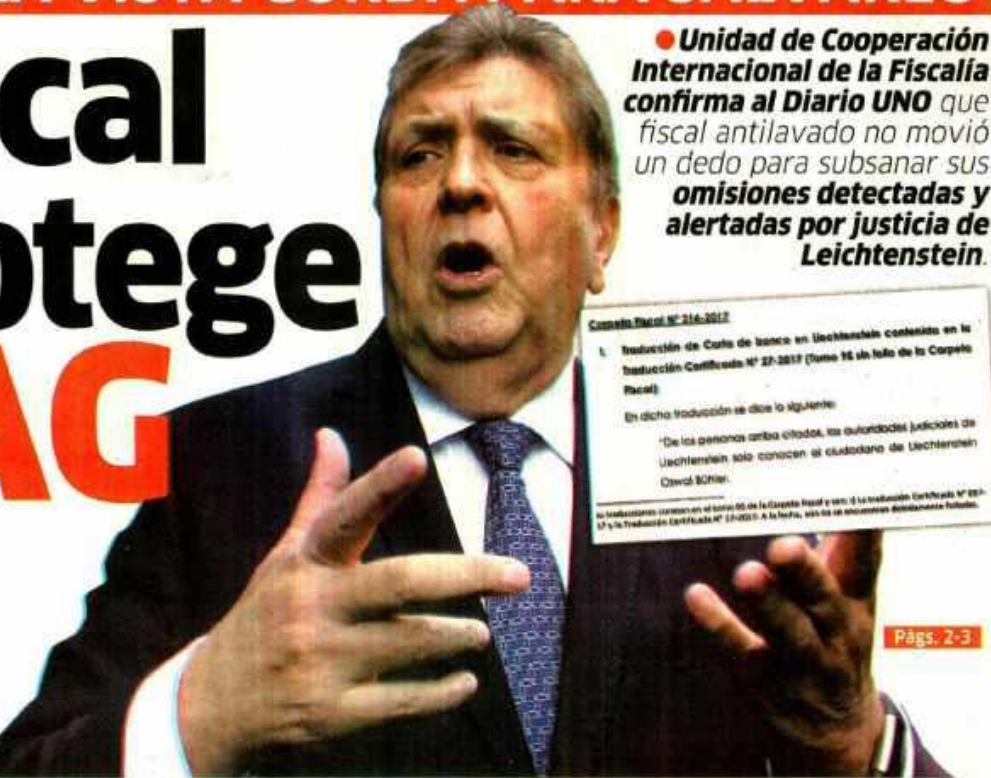 cal
otege
AG
● Unidad de Cooperación
Internacional de la Fiscalía
confirma al Diario UNO que
fiscal antilavado no movió
un dedo para subsanar sus
omisiones detectadas y
alertadas por justicia de
Leichtenstein.
Carpeta Fiscal N° 216-2017
1. Traducción de Carta de banco en Liechtenstein contenida en la
Traducción Certificada N° 27-2017 (Tomo 95 sin folio de la Carpeta
Fiscal)
En dicha traducción se dice lo siguiente:
"De las personas arriba citadas, las autoridades judiciales de
Liechtenstein solo conocen al ciudadano de Liechtenstein
Oswal Bühler.
Págs. 2-3